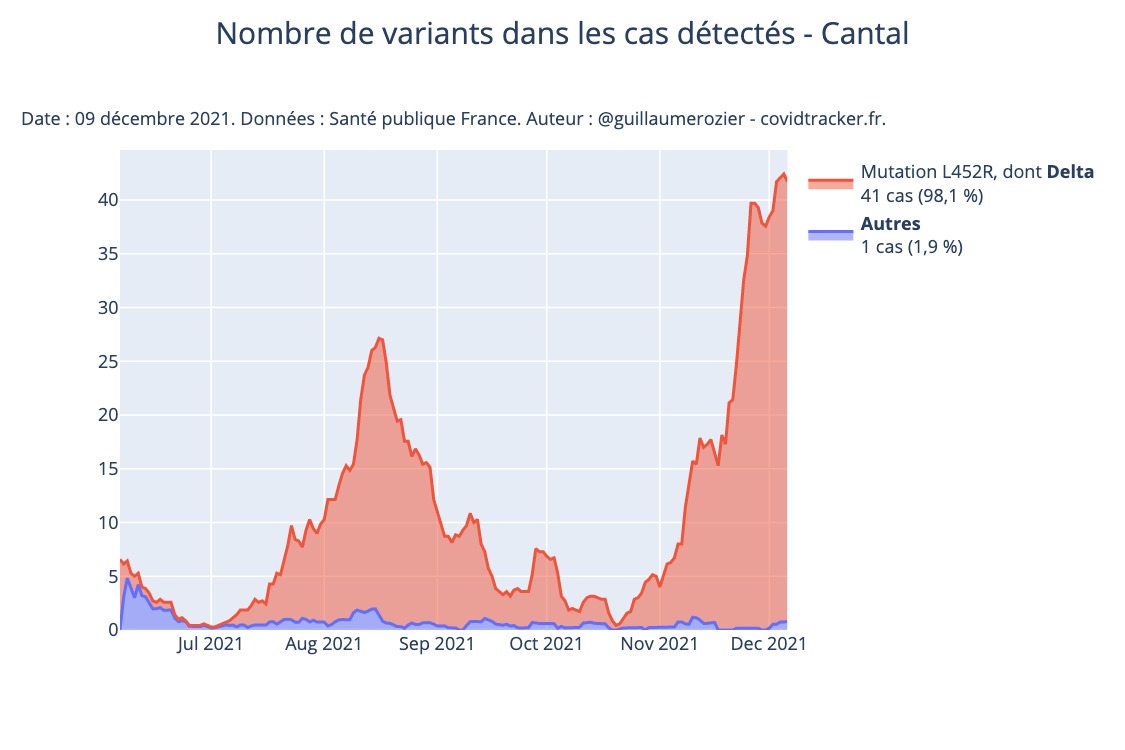 Nombre de variants dans les cas détectés - Cantal
Date : 09 décembre 2021. Données : Santé publique France. Auteur : @guillaumerozier - covidtracker.fr.
Mutation L452R, dont Delta
41 cas (98,1 %)
Autres
1 cas (1,9 %)
40
35
30
25
20
15
10
5
0
Jul 2021 Aug 2021 Sep 2021 Oct 2021 Nov 2021 Dec 2021